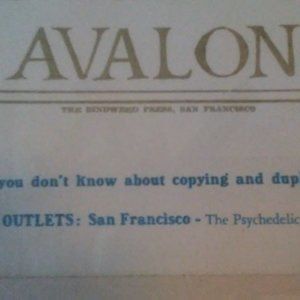 AVALON
THE BINDWEED PRESS, SAN FRANCISCO
you don't know about copying and dup
OUTLETS: San Francisco - The Psychedelic